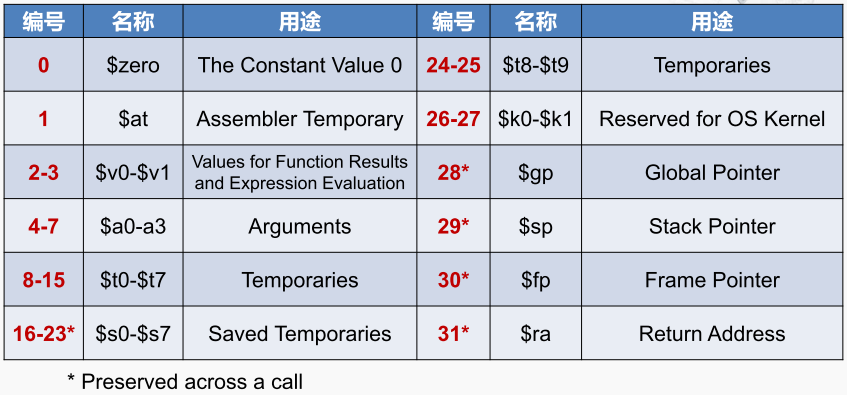 编号 名称 用途 编号 名称 用途
0 $zero The Constant Value 0 24-25 $t8-$t9 Temporaries
1 $at Assembler Temporary 26-27 $k0-$k1 Reserved for OS Kernel
2-3 $v0-$v1 Values for Function Results
and Expression Evaluation 28* $gp Global Pointer
4-7 $a0-a3 Arguments 29* $sp Stack Pointer
8-15 $t0-$t7 Temporaries 30* $fp Frame Pointer
16-23* $s0-$s7 Saved Temporaries 31* $ra Return Address
* Preserved across a call